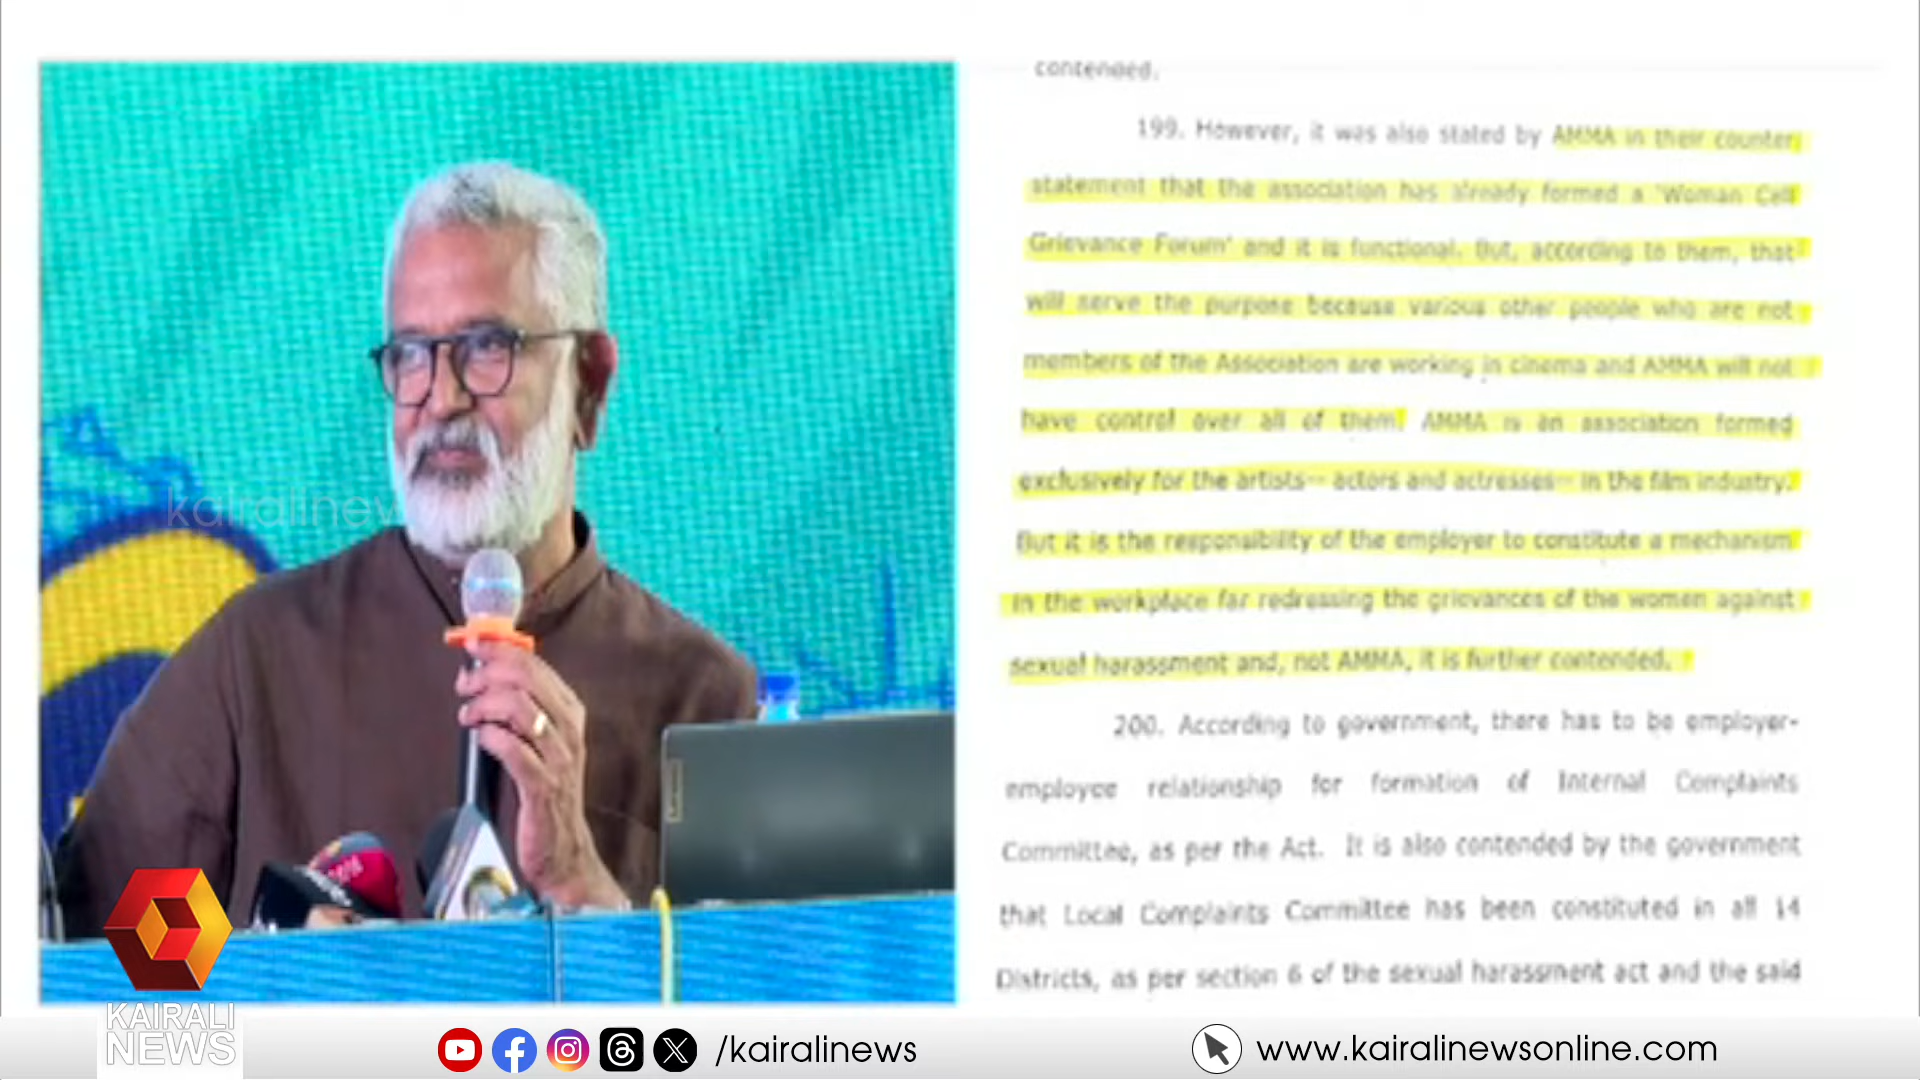 contended.
199. However, it was also stated by AMMA in their counter
statement that the association has already formed a 'Woman Cell
Grievance Forum' and it is functional. But, according to them, that
will serve the purpose because various other people who are not
members of the Association are working in cinema and AMMA will not
have control over all of them. AMMA is an association formed
exclusively for the artists-- actors and actresses-- in the film industry.
But it is the responsibility of the employer to constitute a mechanism
in the workplace for redressing the grievances of the women against
sexual harassment and, not AMMA, it is further contended.
200. According to government, there has to be employer-
employee relationship for formation of Internal Complaints
Committee, as per the Act. It is also contended by the government
that Local Complaints Committee has been constituted in all 14
Districts, as per section 6 of the sexual harassment act and the said
kairalinew
KAIRALI
NEWS
/kairalinews
www.kairalinewsonline.com